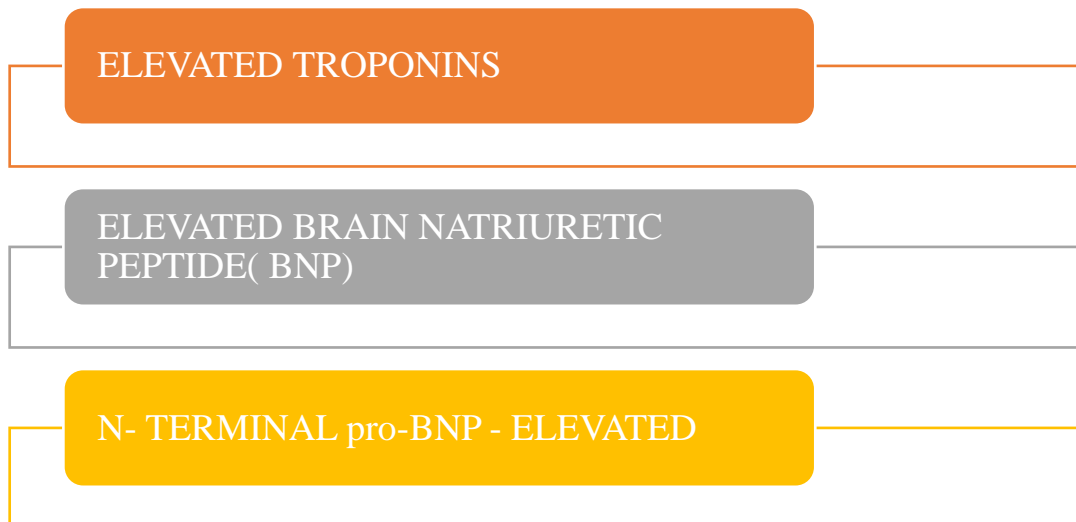 ELEVATED TROPONINS
ELEVATED BRAIN NATRIURETIC
PEPTIDE( BNP)
N- TERMINAL pro-BNP - ELEVATED